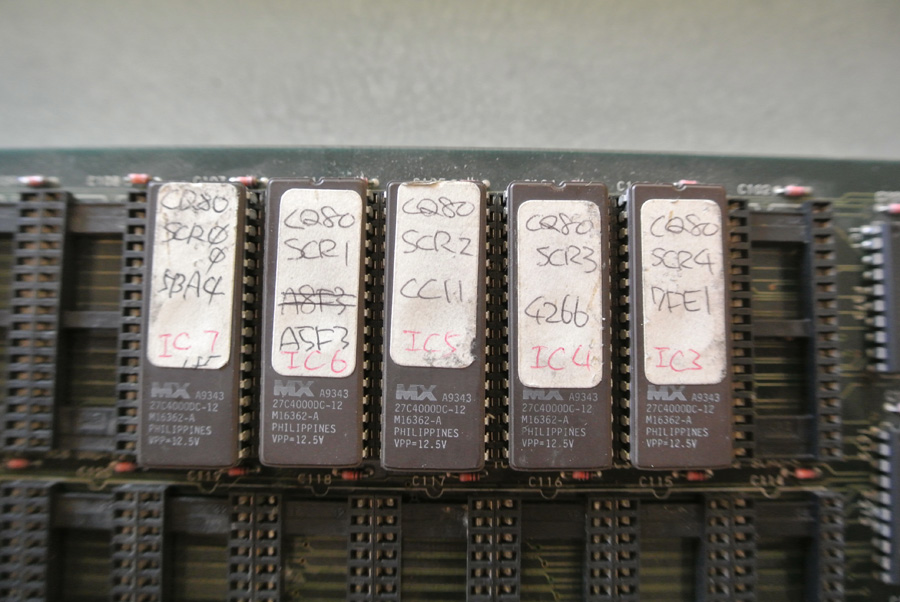 CQ80
SCR0
0
5BA4
IC 7
MX A9343
27C4000DC-12
M16362-A
PHILIPPINES
VPP=12.5V
CQ80
SCR1
A8F3
A5F3
IC6
MX A9343
27C4000DC-12
M16362-A
PHILIPPINES
VPP=12.5V
CQ80
SCR2
CC11
IC5
MX A9343
27C4000DC-12
M16362-A
PHILIPPINES
VPP=12.5V
CQ80
SCR3
4266
IC4
MX A9343
27C4000DC-12
M16362-A
PHILIPPINES
VPP=12.5V
CQ80
SCR4
7FE1
IC3
MX A9343
27C4000DC-12
M16362-A
PHILIPPINES
VPP=12.5V
C102
C118
C117
C116
C115